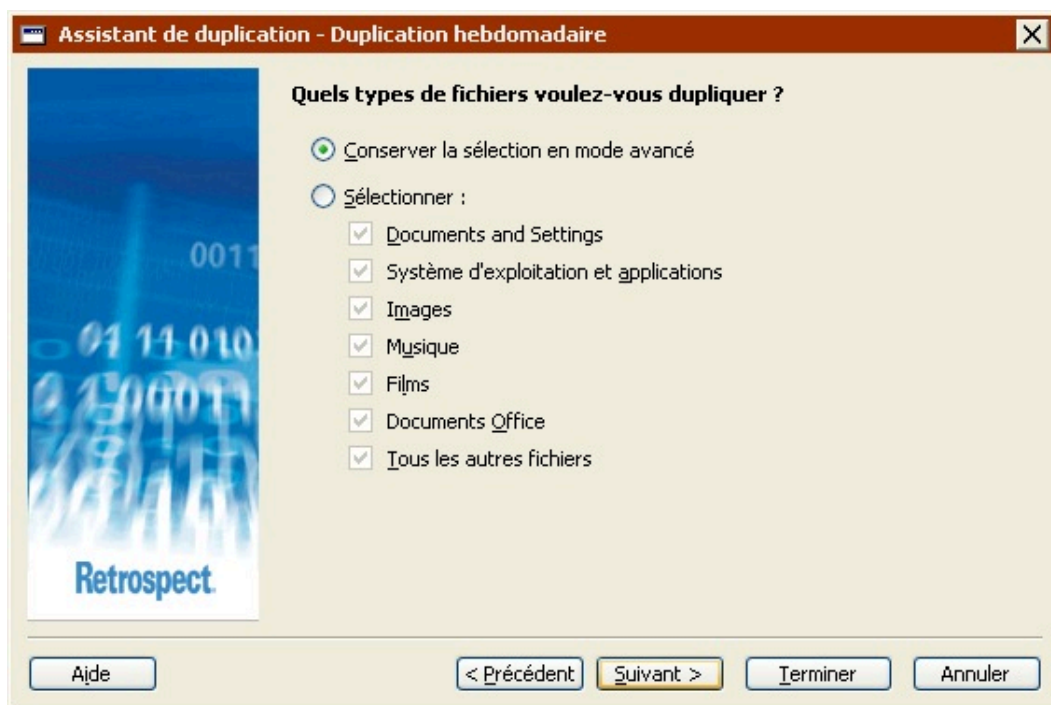 Assistant de duplication - Duplication hebdomadaire
Quels types de fichiers voulez-vous dupliquer ?
Conserver la sélection en mode avancé
Sélectionner :
Documents and Settings
Système d'exploitation et applications
Images
Musique
Films
Documents Office
Tous les autres fichiers
0011
01 11 010
Retrospect.
Aide
< Précédent
Suivant >
Terminer
Annuler